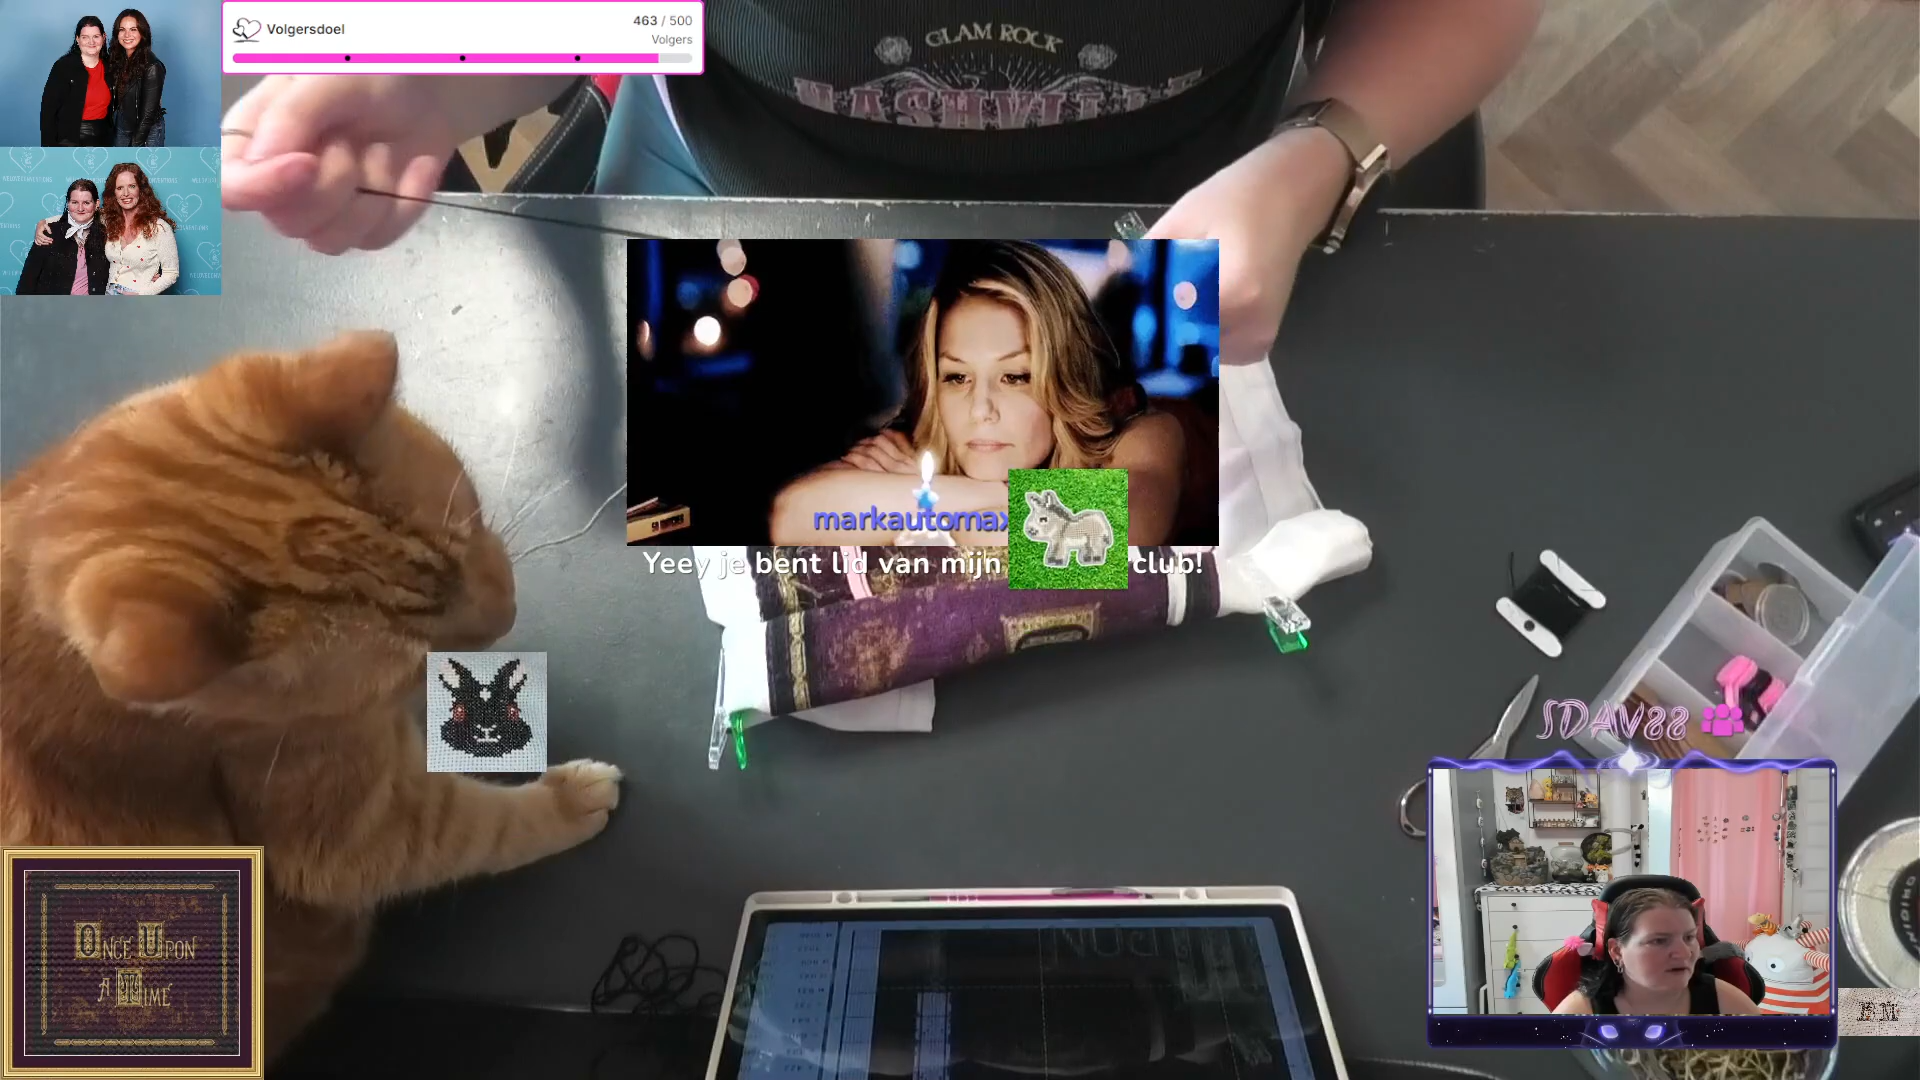 Volgersdoel
463 / 500
Volgers
GLAM ROCK
NASHVILLE
markautomax
Yeey je bent lid van mijn club!
SDAV88
ONCE UPON
A TIME